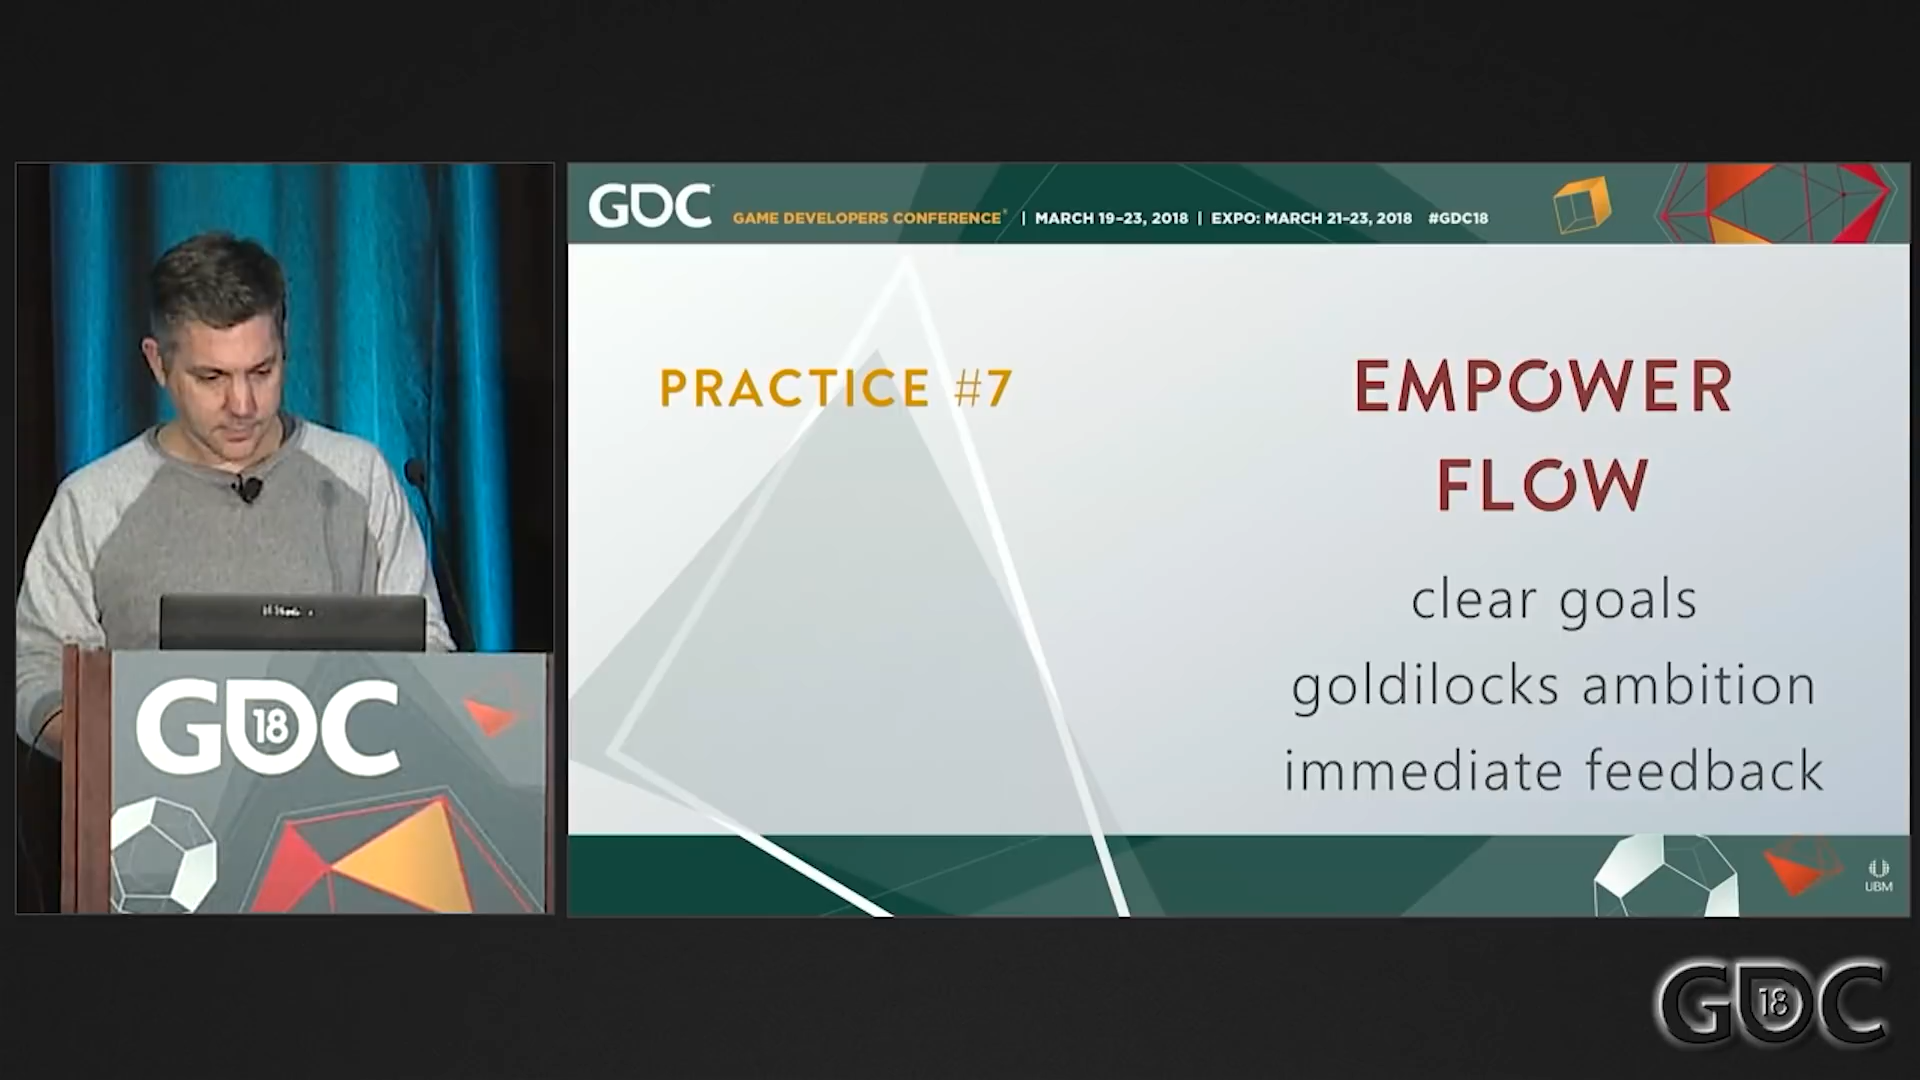 GDC
GAME DEVELOPERS CONFERENCE® | MARCH 19–23, 2018 | EXPO: MARCH 21–23, 2018 #GDC18
PRACTICE #7
EMPOWER
FLOW
clear goals
goldilocks ambition
immediate feedback
UBM
GDC
18
GDC
18